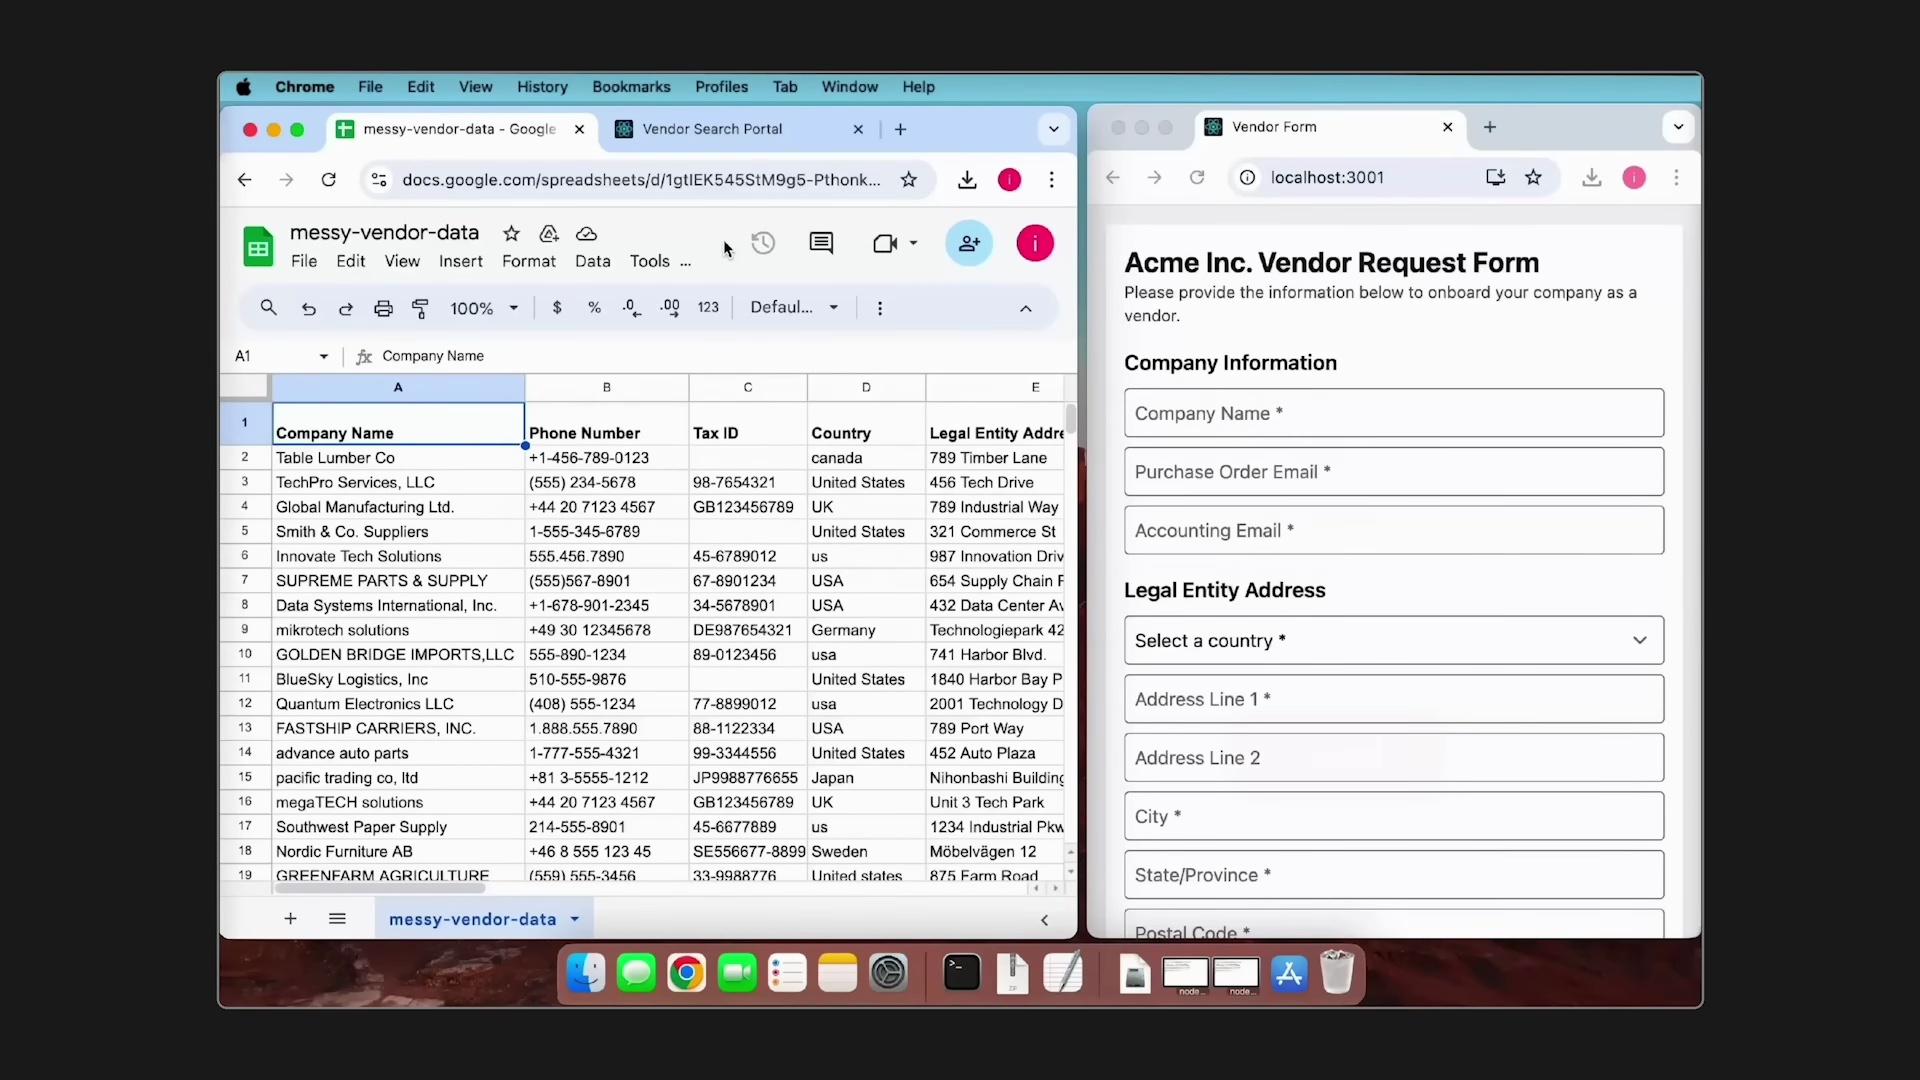 Chrome File Edit View History Bookmarks Profiles Tab Window Help
messy-vendor-data - Google
Vendor Search Portal
docs.google.com/spreadsheets/d/1gtIEK545StM9g5-Pthonk...
messy-vendor-data
File Edit View Insert Format Data Tools ...
i
i
100% $ % .0 .00 123 Defaul...
A1 fx Company Name
A B C D E
1 Company Name Phone Number Tax ID Country Legal Entity Addre
2 Table Lumber Co +1-456-789-0123 canada 789 Timber Lane
3 TechPro Services, LLC (555) 234-5678 98-7654321 United States 456 Tech Drive
4 Global Manufacturing Ltd. +44 20 7123 4567 GB123456789 UK 789 Industrial Way
5 Smith & Co. Suppliers 1-555-345-6789 United States 321 Commerce St
6 Innovate Tech Solutions 555.456.7890 45-6789012 us 987 Innovation Driv
7 SUPREME PARTS & SUPPLY (555)567-8901 67-8901234 USA 654 Supply Chain
8 Data Systems International, Inc. +1-678-901-2345 34-5678901 USA 432 Data Center Av
9 mikrotech solutions +49 30 12345678 DE987654321 Germany Technologiepark 42
10 GOLDEN BRIDGE IMPORTS,LLC 555-890-1234 89-0123456 usa 741 Harbor Blvd.
11 BlueSky Logistics, Inc 510-555-9876 United States 1840 Harbor Bay P
12 Quantum Electronics LLC (408) 555-1234 77-8899012 usa 2001 Technology D
13 FASTSHIP CARRIERS, INC. 1.888.555.7890 88-1122334 USA 789 Port Way
14 advance auto parts 1-777-555-4321 99-3344556 United States 452 Auto Plaza
15 pacific trading co, ltd +81 3-5555-1212 JP9988776655 Japan Nihonbashi Building
16 megaTECH solutions +44 20 7123 4567 GB123456789 UK Unit 3 Tech Park
17 Southwest Paper Supply 214-555-8901 45-6677889 us 1234 Industrial Pkw
18 Nordic Furniture AB +46 8 555 123 45 SE556677-8899 Sweden Möbelvägen 12
19 GREENFARM AGRICULTURE (559) 555-3456 33-9988776 United states 875 Farm Road
messy-vendor-data
Vendor Form
localhost:3001
i
Acme Inc. Vendor Request Form
Please provide the information below to onboard your company as a
vendor.
Company Information
Company Name *
Purchase Order Email *
Accounting Email *
Legal Entity Address
Select a country *
Address Line 1 *
Address Line 2
City *
State/Province *
Postal Code *
ZIP
node...
node...